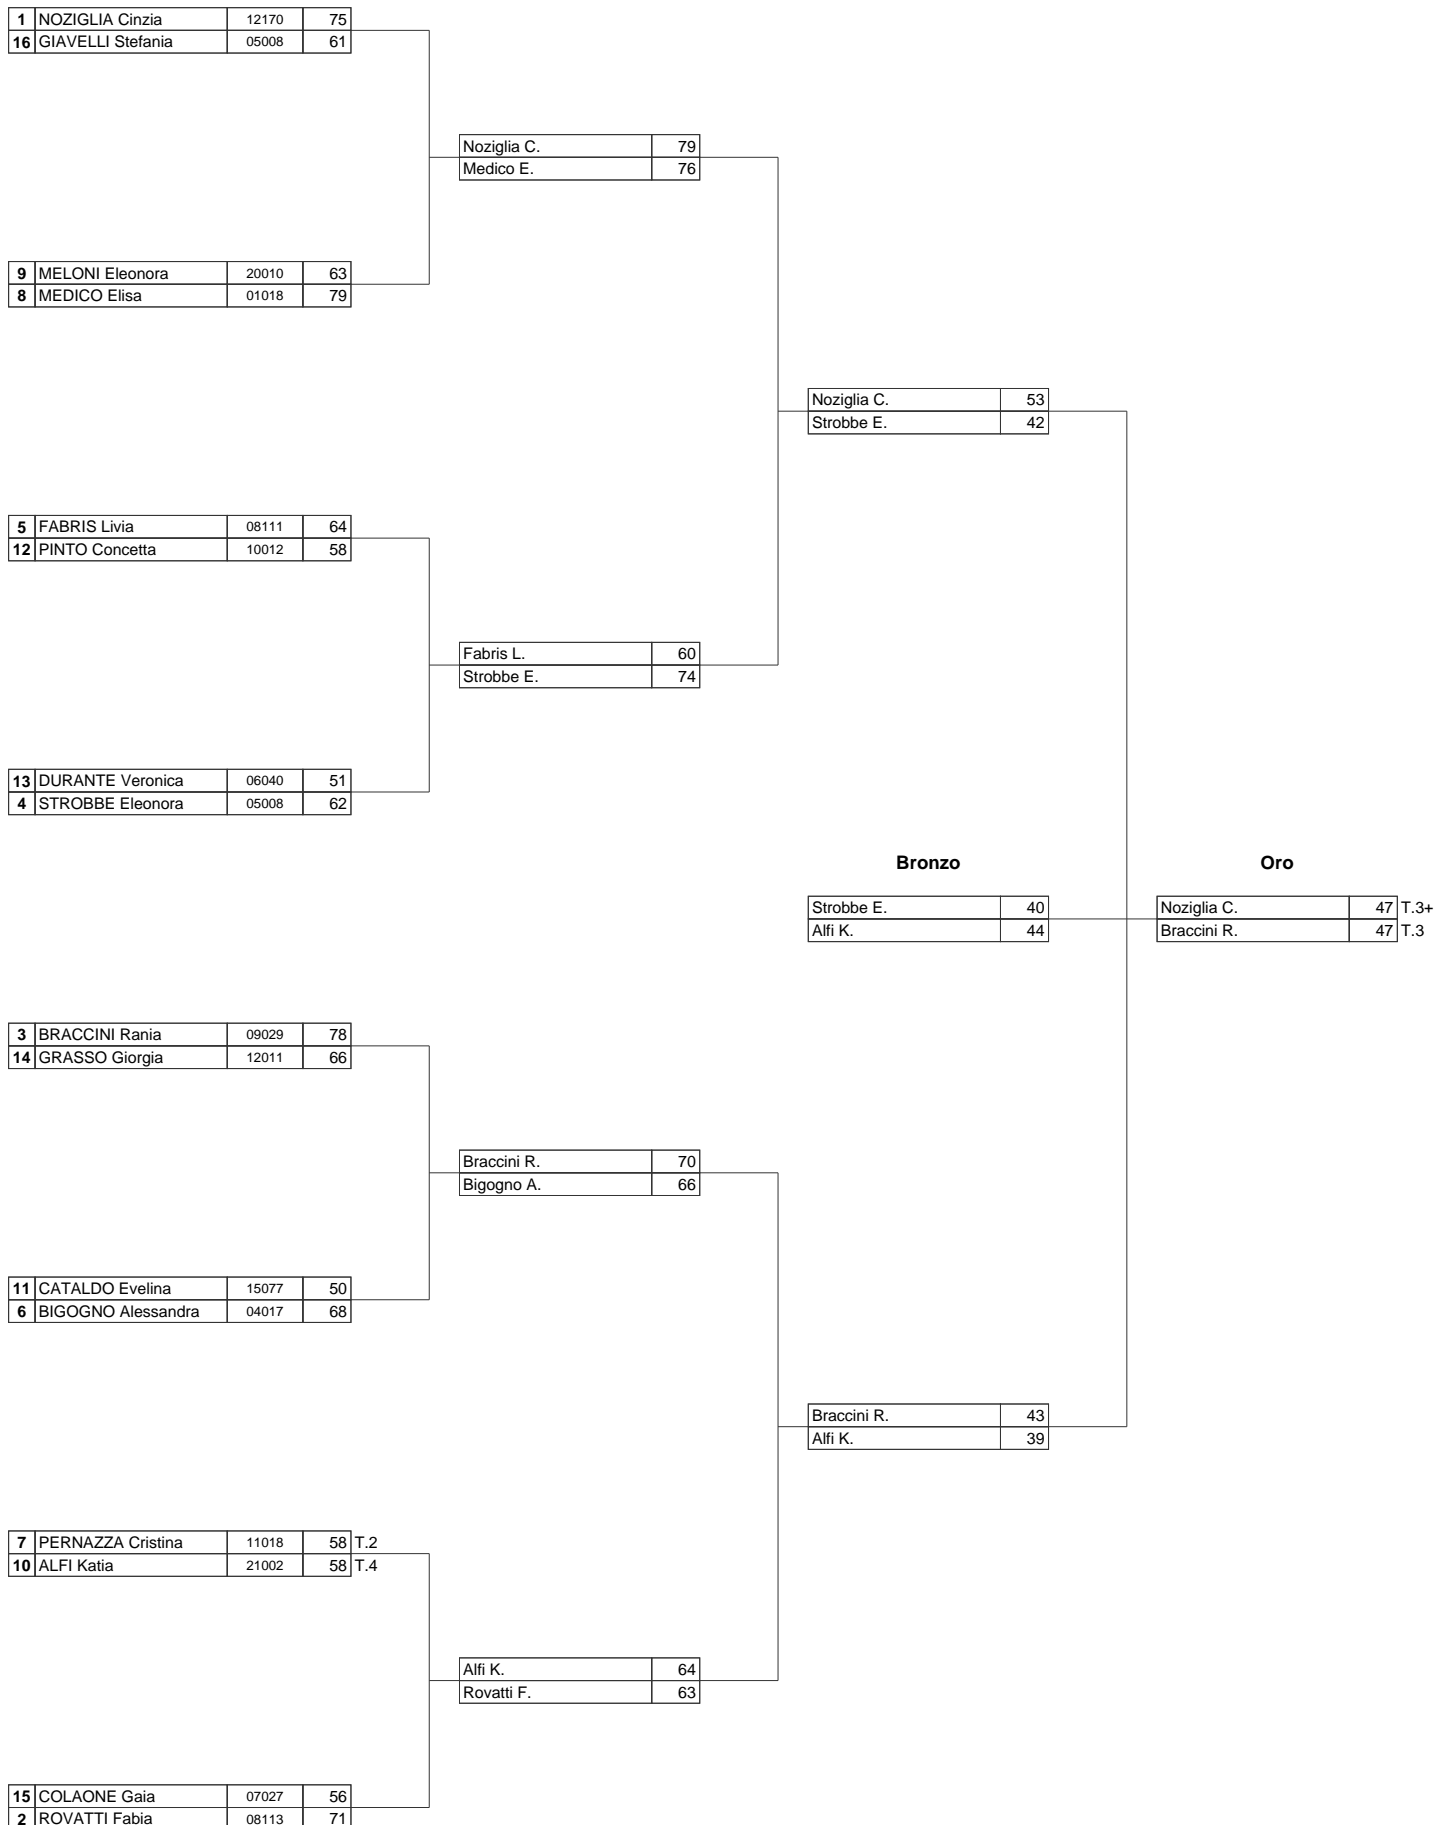 1 NOZIGLIA Cinzia 12170 75
16 GIAVELLI Stefania 05008 61
Noziglia C. 79
Medico E. 76
9 MELONI Eleonora 20010 63
8 MEDICO Elisa 01018 79
Noziglia C. 53
Strobbe E. 42
5 FABRIS Livia 08111 64
12 PINTO Concetta 10012 58
Fabris L. 60
Strobbe E. 74
13 DURANTE Veronica 06040 51
4 STROBBE Eleonora 05008 62
Bronzo Oro
Strobbe E. 40 Noziglia C. 47 T.3+
Alfi K. 44 Braccini R. 47 T.3
3 BRACCINI Rania 09029 78
14 GRASSO Giorgia 12011 66
Braccini R. 70
Bigogno A. 66
11 CATALDO Evelina 15077 50
6 BIGOGNO Alessandra 04017 68
Braccini R. 43
Alfi K. 39
7 PERNAZZA Cristina 11018 58 T.2
10 ALFI Katia 21002 58 T.4
Alfi K. 64
Rovatti F. 63
15 COLAONE Gaia 07027 56
2 ROVATTI Fabia 08113 71